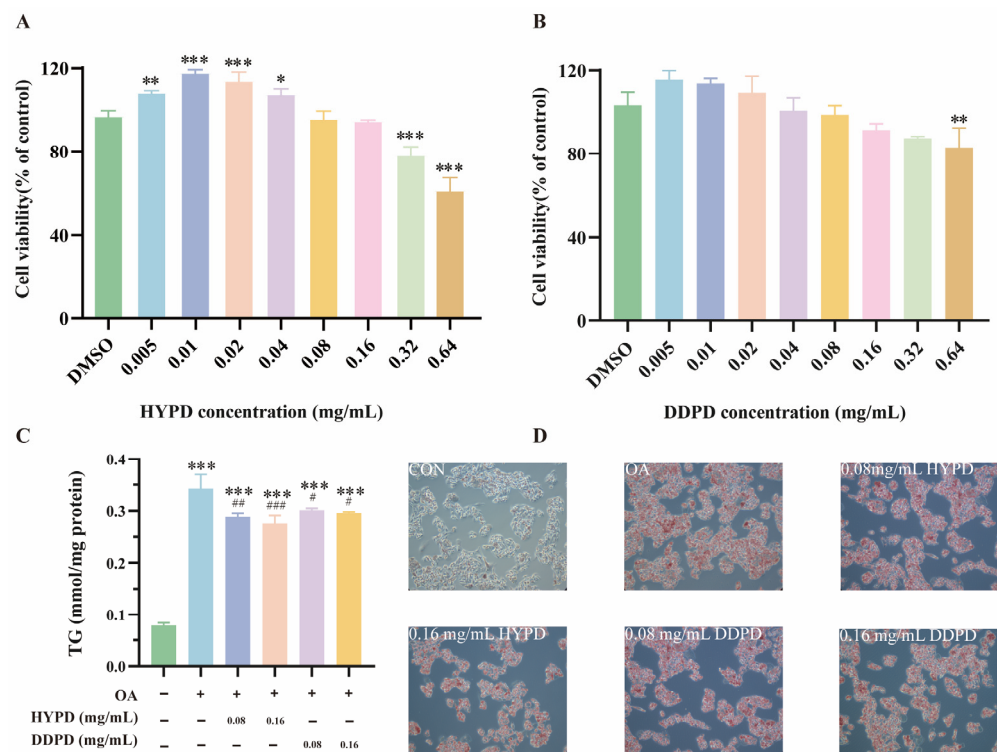 A
Cell viability(% of control)
120
80
40
0
**
***
***
*
***
***
DMSO
0.005
0.01
0.02
0.04
0.08
0.16
0.32
0.64
HYPD concentration (mg/mL)
B
Cell viability(% of control)
120
80
40
0
**
DMSO
0.005
0.01
0.02
0.04
0.08
0.16
0.32
0.64
DDPD concentration (mg/mL)
C
TG (mmol/mg protein)
0.4
0.3
0.2
0.1
0.0
***
*** ##
*** ###
*** #
*** #
OA – + + + + +
HYPD (mg/mL) – – 0.08 0.16 – –
DDPD (mg/mL) – – – – 0.08 0.16
D
CON
OA
0.08mg/mL HYPD
0.16 mg/mL HYPD
0.08 mg/mL DDPD
0.16 mg/mL DDPD